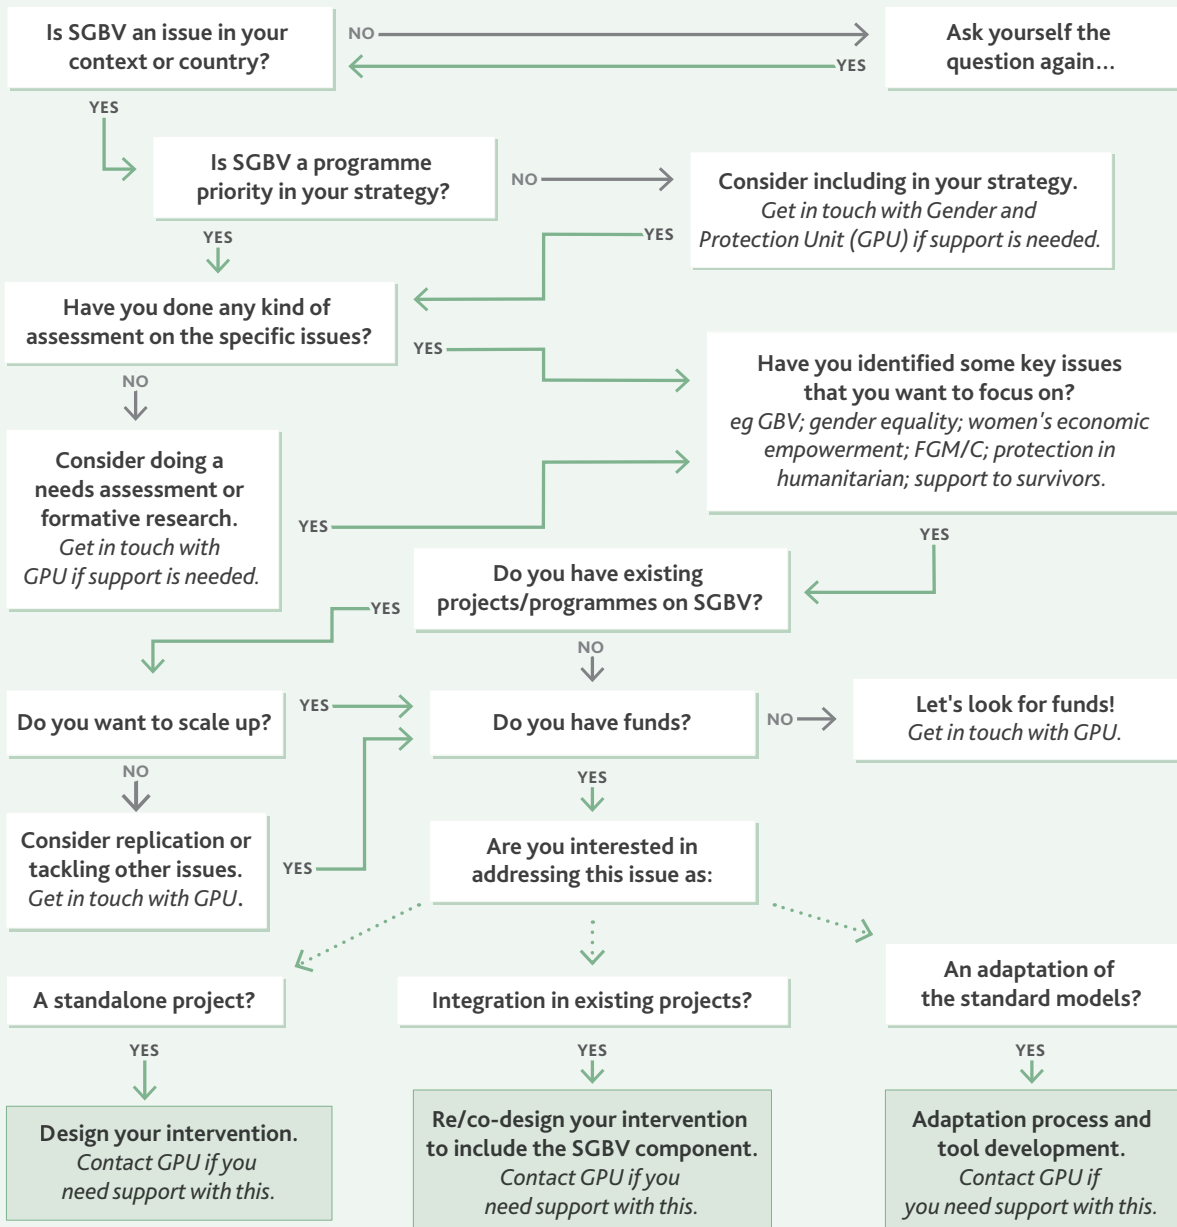 Is SGBV an issue in your
context or country?
NO
YES
Ask yourself the
question again...
YES
Is SGBV a programme
priority in your strategy?
NO
Consider including in your strategy.
Get in touch with Gender and
Protection Unit (GPU) if support is needed.
YES
YES
Have you done any kind of
assessment on the specific issues?
YES
Have you identified some key issues
that you want to focus on?
eg GBV; gender equality; women's economic
empowerment; FGM/C; protection in
humanitarian; support to survivors.
NO
Consider doing a
needs assessment or
formative research.
Get in touch with
GPU if support is needed.
YES
YES
Do you have existing
projects/programmes on SGBV?
YES
NO
Do you want to scale up?
YES
Do you have funds?
NO
Let's look for funds!
Get in touch with GPU.
NO
YES
Consider replication or
tackling other issues.
Get in touch with GPU.
YES
Are you interested in
addressing this issue as:
A standalone project?
Integration in existing projects?
An adaptation of
the standard models?
YES
YES
YES
Design your intervention.
Contact GPU if you
need support with this.
Re/co-design your intervention
to include the SGBV component.
Contact GPU if you
need support with this.
Adaptation process and
tool development.
Contact GPU if
you need support with this.